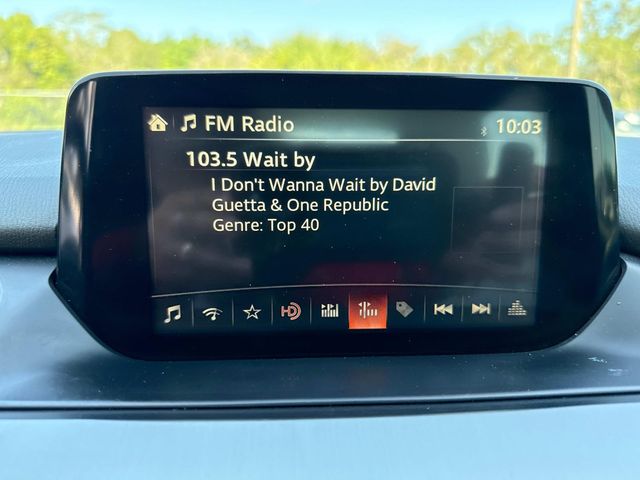 FM Radio 10:03
103.5 Wait by
I Don't Wanna Wait by David
Guetta & One Republic
Genre: Top 40
HD